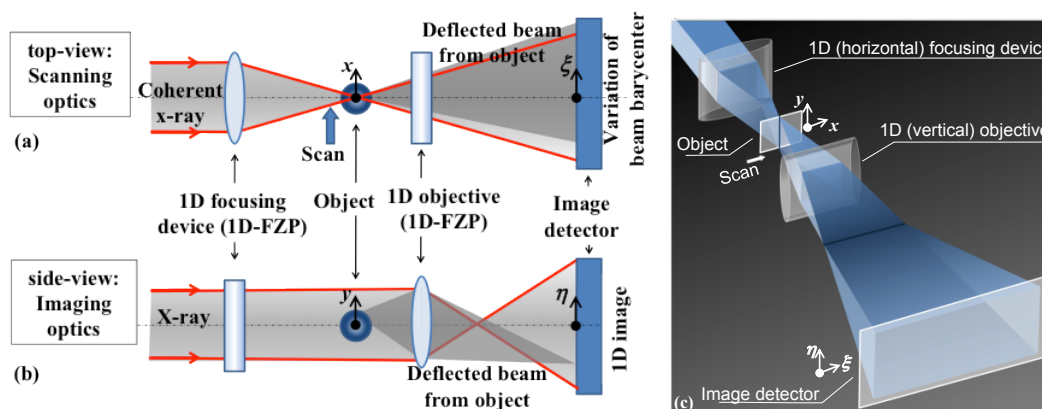 top-view:
Scanning
optics
(a)
Coherent
x-ray
x
Scan
Deflected beam
from object
ξ
Variation of
beam barycenter
1D focusing
device (1D-FZP)
Object
1D objective
(1D-FZP)
Image
detector
side-view:
Imaging
optics
(b)
X-ray
y
η
1D image
Deflected beam
from object
1D (horizontal) focusing device
y
x
Object
Scan
1D (vertical) objective
η
ξ
Image detector
(c)